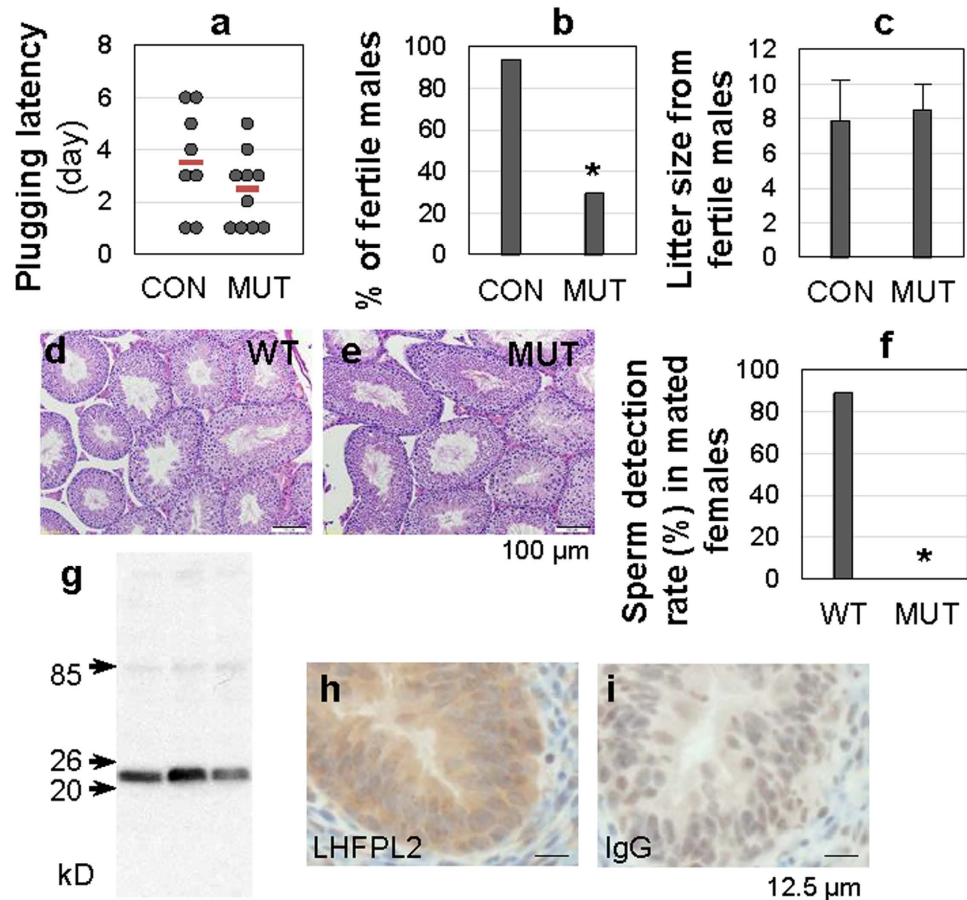 a
Plugging latency
(day)
8
6
4
2
0
CON MUT
b
% of fertile males
100
80
60
40
20
0
*
CON MUT
c
Litter size from
fertile males
12
10
8
6
4
2
0
CON MUT
d
WT
e
MUT
100 µm
f
Sperm detection
rate (%) in mated
females
100
80
60
40
20
0
*
WT MUT
g
85
26
20
kD
h
LHFPL2
i
IgG
12.5 µm